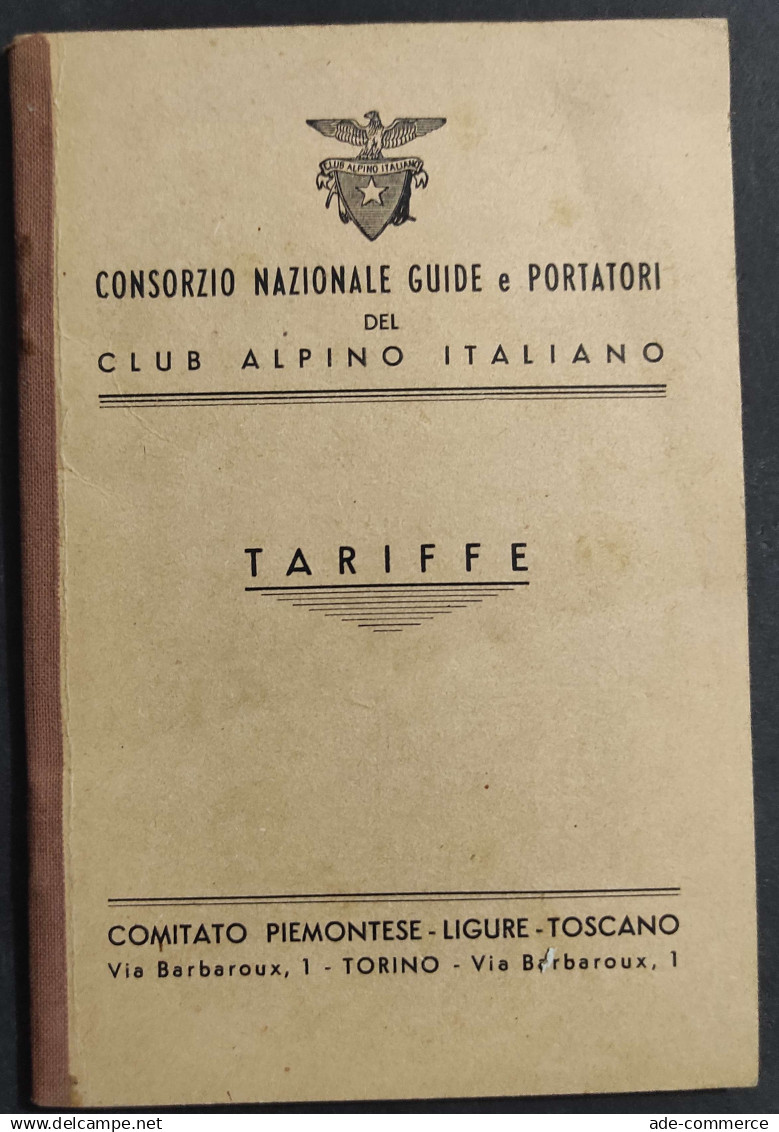 CLUB ALPINO ITALIANO
CONSORZIO NAZIONALE GUIDE e PORTATORI
DEL
CLUB ALPINO ITALIANO
TARIFFE
COMITATO PIEMONTESE - LIGURE - TOSCANO
Via Barbaroux, 1 - TORINO - Via Barbaroux, 1
www.delcampe.net
ade-commerce